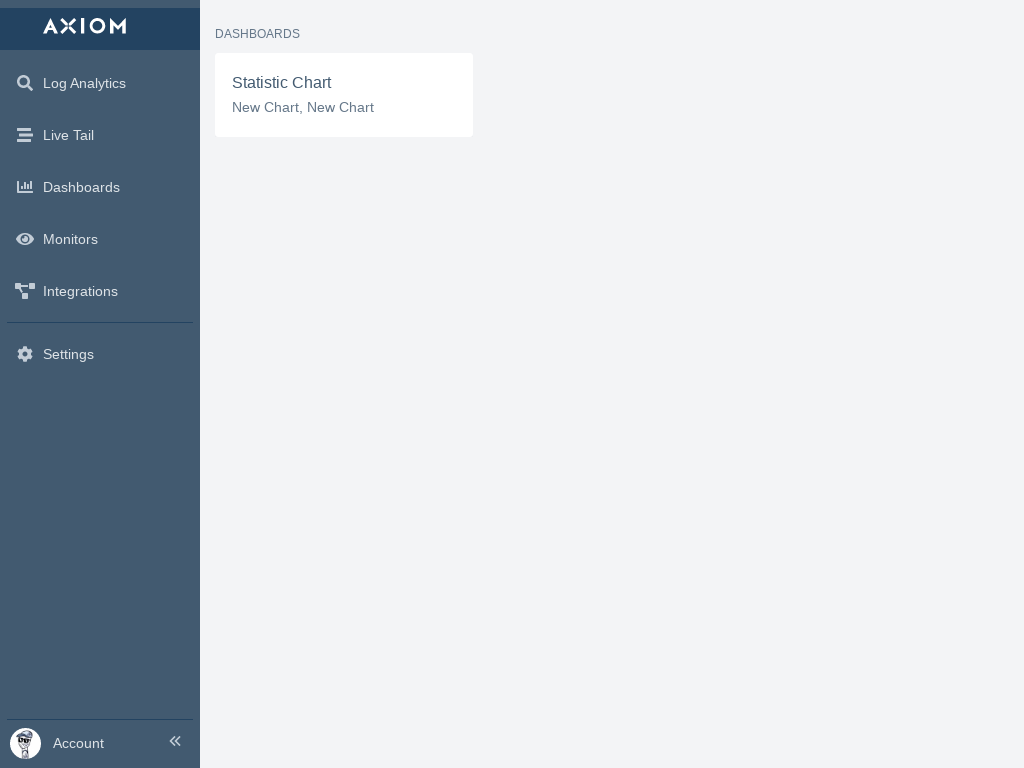 AXIOM
Log Analytics
Live Tail
Dashboards
Monitors
Integrations
Settings
Account
DASHBOARDS
Statistic Chart
New Chart, New Chart